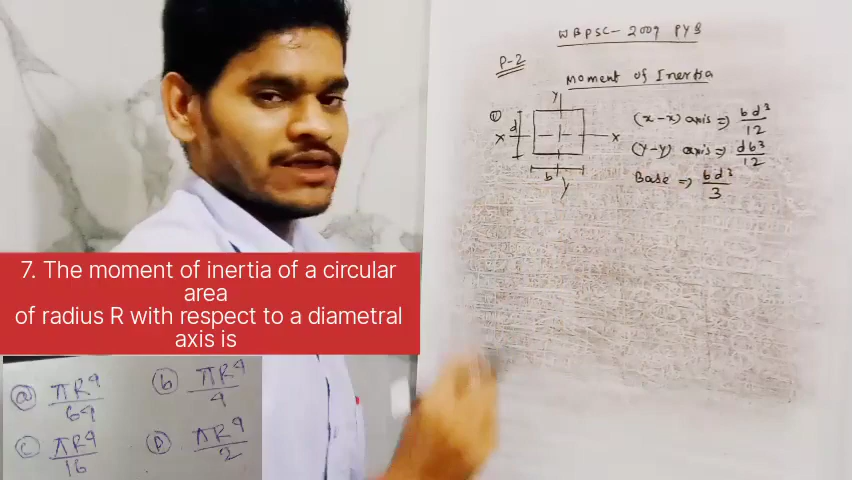 WBPSC-2009 PYQ
P-2
Moment of Inertia
①
y
(x-x) axis ⇒ bd³/12
x d x
(y-y) axis ⇒ db³/12
b
Base ⇒ bd³/3
y
7. The moment of inertia of a circular
area
of radius R with respect to a diametral
axis is
ⓐ πR⁴/64 ⓑ πR⁴/4
ⓒ πR⁴/16 Ⓓ πR⁴/2